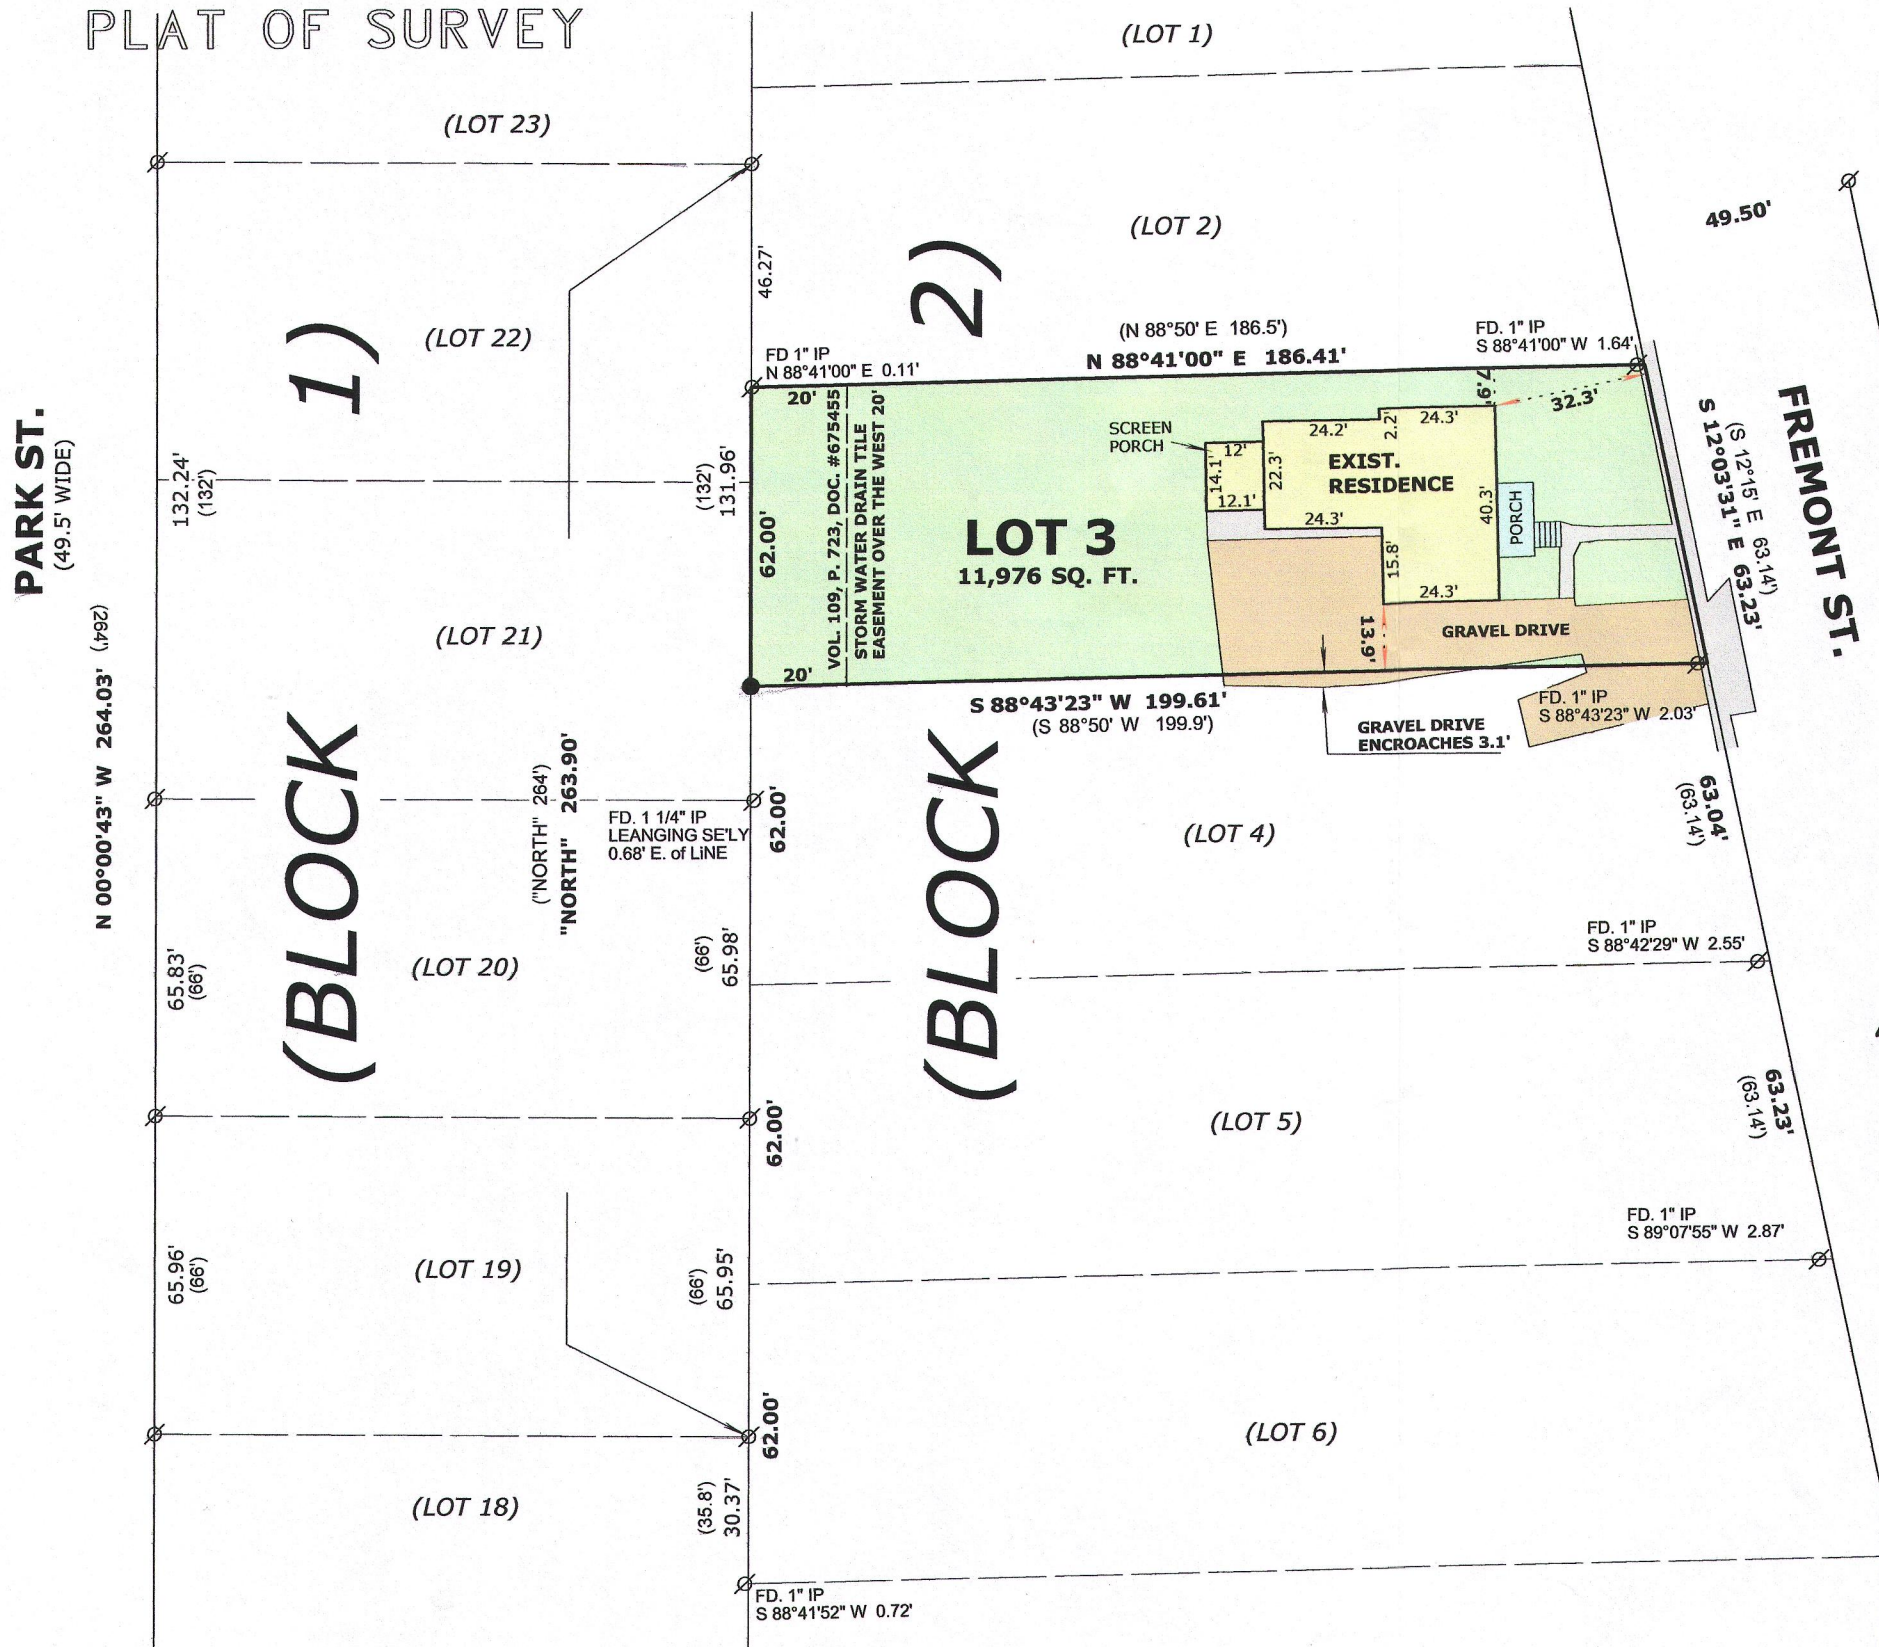 PLAT OF SURVEY
(LOT 1)
(LOT 23)
(LOT 2)
49.50'
46.27'
2)
1)
(LOT 22)
(N 88°50' E 186.5')
N 88°41'00" E 186.41'
FD. 1" IP
S 88°41'00" W 1.64'
FD 1" IP
N 88°41'00" E 0.11'
20'
7.9'
32.3'
SCREEN
PORCH
12'
14.1'
12.1'
24.2'
2.2'
24.3'
22.3'
EXIST.
RESIDENCE
24.3'
40.3'
15.8'
24.3'
PORCH
LOT 3
11,976 SQ. FT.
62.00'
VOL. 109, P. 723, DOC. #675455
STORM WATER DRAIN TILE
EASEMENT OVER THE WEST 20'
20'
GRAVEL DRIVE
13.9'
(S 12°15' E 63.14')
S 12°03'31" E 63.23'
FREMONT ST.
PARK ST.
(49.5' WIDE)
132.24'
(132')
(132')
131.96'
(LOT 21)
S 88°43'23" W 199.61'
(S 88°50' W 199.9')
FD. 1" IP
S 88°43'23" W 2.03'
GRAVEL DRIVE
ENCROACHES 3.1'
N 00°00'43" W 264.03' (264')
("NORTH" 264')
"NORTH" 263.90'
FD. 1 1/4" IP
LEANGING SE'LY
0.68' E. of LiNE
62.00'
(BLOCK
(BLOCK
(LOT 4)
63.04'
(63.14')
FD. 1" IP
S 88°42'29" W 2.55'
65.83'
(66')
(LOT 20)
(66')
65.98'
62.00'
(LOT 5)
63.23'
(63.14')
FD. 1" IP
S 89°07'55" W 2.87'
65.96'
(66')
(LOT 19)
(66')
65.95'
62.00'
(LOT 6)
(LOT 18)
(35.8')
30.37'
FD. 1" IP
S 88°41'52" W 0.72'